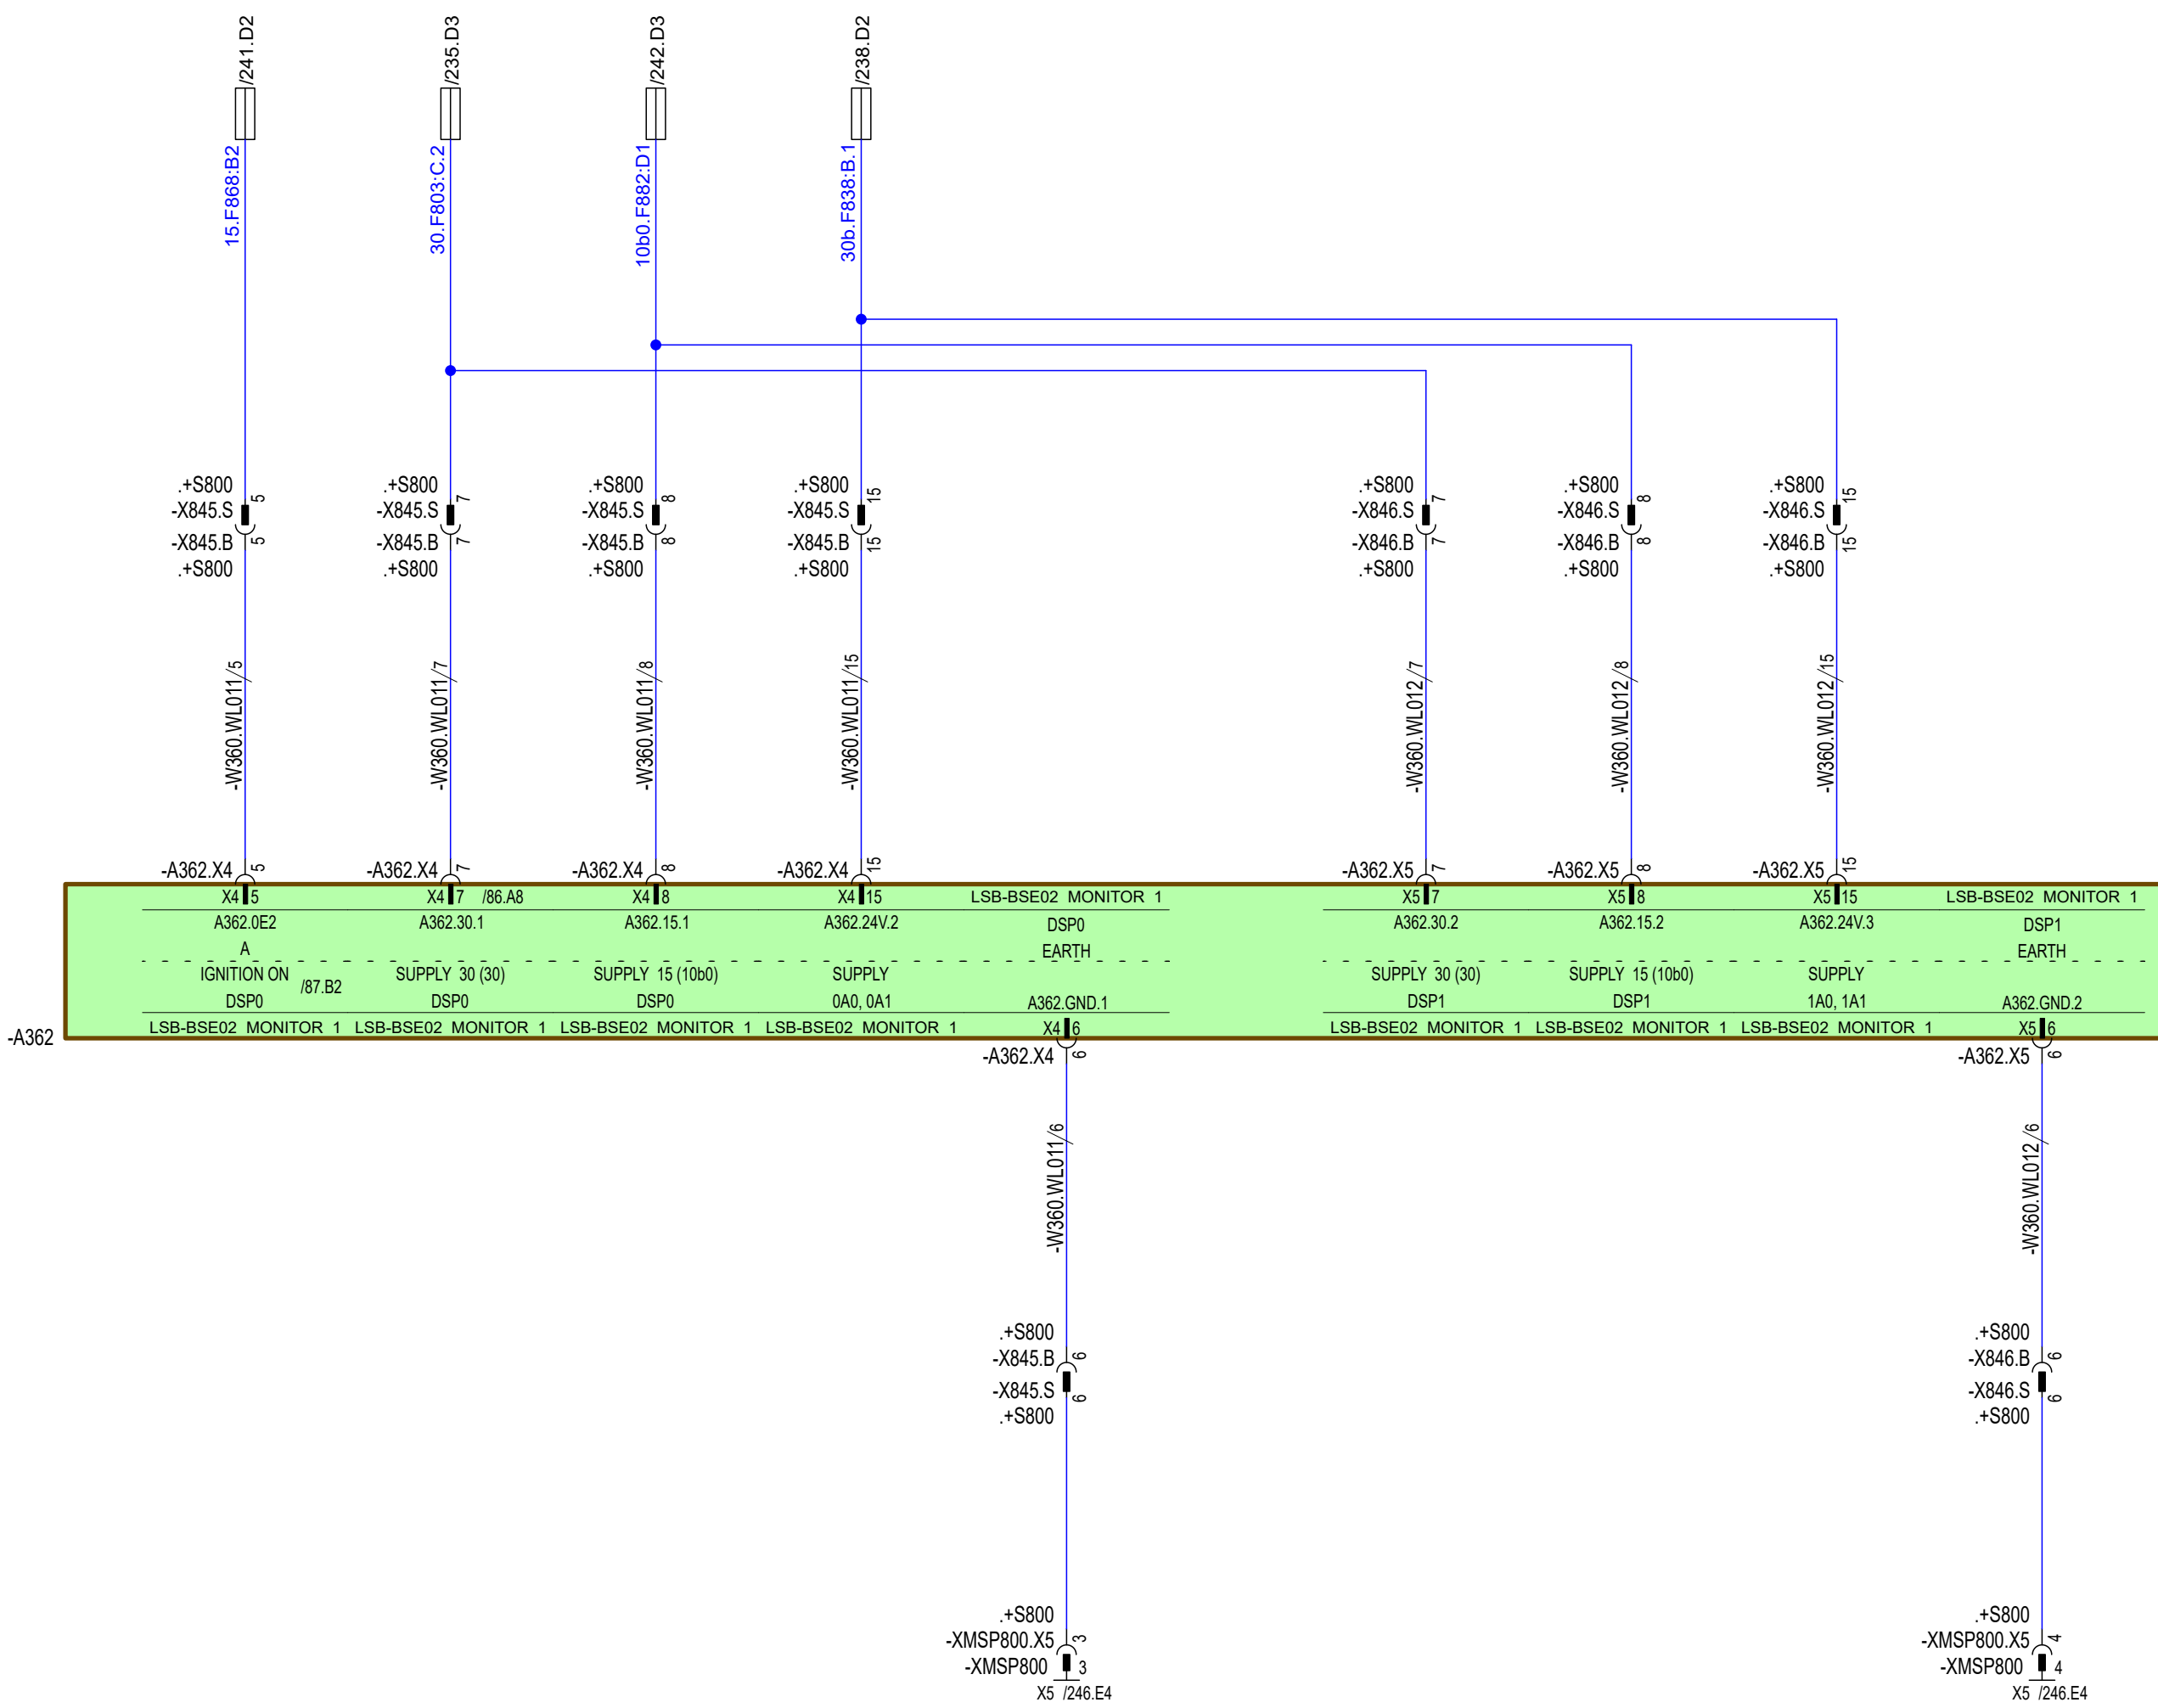 /241.D2
/235.D3
/242.D3
/238.D2
15.F868:B2
30.F803:C.2
10b0.F882:D1
30b.F838:B.1
.+S800 5 .+S800 7 .+S800 8 .+S800 15 .+S800 7 .+S800 8 .+S800 15
-X845.S -X845.S -X845.S -X845.S -X846.S -X846.S -X846.S
-X845.B 5 -X845.B 7 -X845.B 8 -X845.B 15 -X846.B 7 -X846.B 8 -X846.B 15
.+S800 .+S800 .+S800 .+S800 .+S800 .+S800 .+S800
-W360.WL011/5
-W360.WL011/7
-W360.WL011/8
-W360.WL011/15
-W360.WL012/7
-W360.WL012/8
-W360.WL012/15
-A362.X4 5 -A362.X4 7 -A362.X4 8 -A362.X4 15 -A362.X5 7 -A362.X5 8 -A362.X5 15
X4 5 X4 7 /86.A8 X4 8 X4 15 LSB-BSE02 MONITOR 1 X5 7 X5 8 X5 15 LSB-BSE02 MONITOR 1
A362.0E2 A362.30.1 A362.15.1 A362.24V.2 DSP0 A362.30.2 A362.15.2 A362.24V.3 DSP1
A EARTH EARTH
IGNITION ON /87.B2 SUPPLY 30 (30) SUPPLY 15 (10b0) SUPPLY SUPPLY 30 (30) SUPPLY 15 (10b0) SUPPLY
DSP0 DSP0 DSP0 0A0, 0A1 A362.GND.1 DSP1 DSP1 1A0, 1A1 A362.GND.2
LSB-BSE02 MONITOR 1 LSB-BSE02 MONITOR 1 LSB-BSE02 MONITOR 1 LSB-BSE02 MONITOR 1 X4 6 LSB-BSE02 MONITOR 1 LSB-BSE02 MONITOR 1 LSB-BSE02 MONITOR 1 X5 6
-A362
-A362.X4 6 -A362.X5 6
-W360.WL011/6
-W360.WL012/6
.+S800 .+S800
-X845.B 6 -X846.B 6
-X845.S 6 -X846.S 6
.+S800 .+S800
.+S800 .+S800
-XMSP800.X5 3 -XMSP800.X5 4
-XMSP800 3 -XMSP800 4
X5 /246.E4 X5 /246.E4